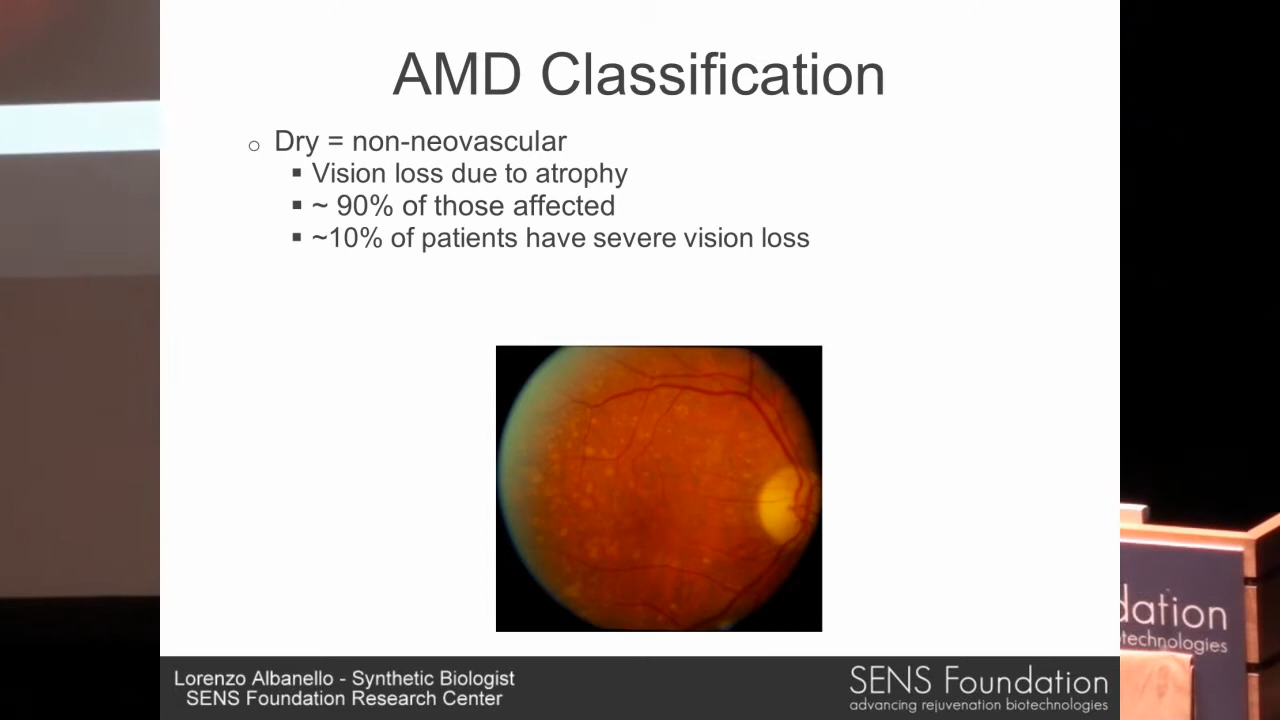 AMD Classification
Dry = non-neovascular
Vision loss due to atrophy
~ 90% of those affected
~10% of patients have severe vision loss
Lorenzo Albanello - Synthetic Biologist
SENS Foundation Research Center
SENS Foundation
advancing rejuvenation biotechnologies
dation
technologies